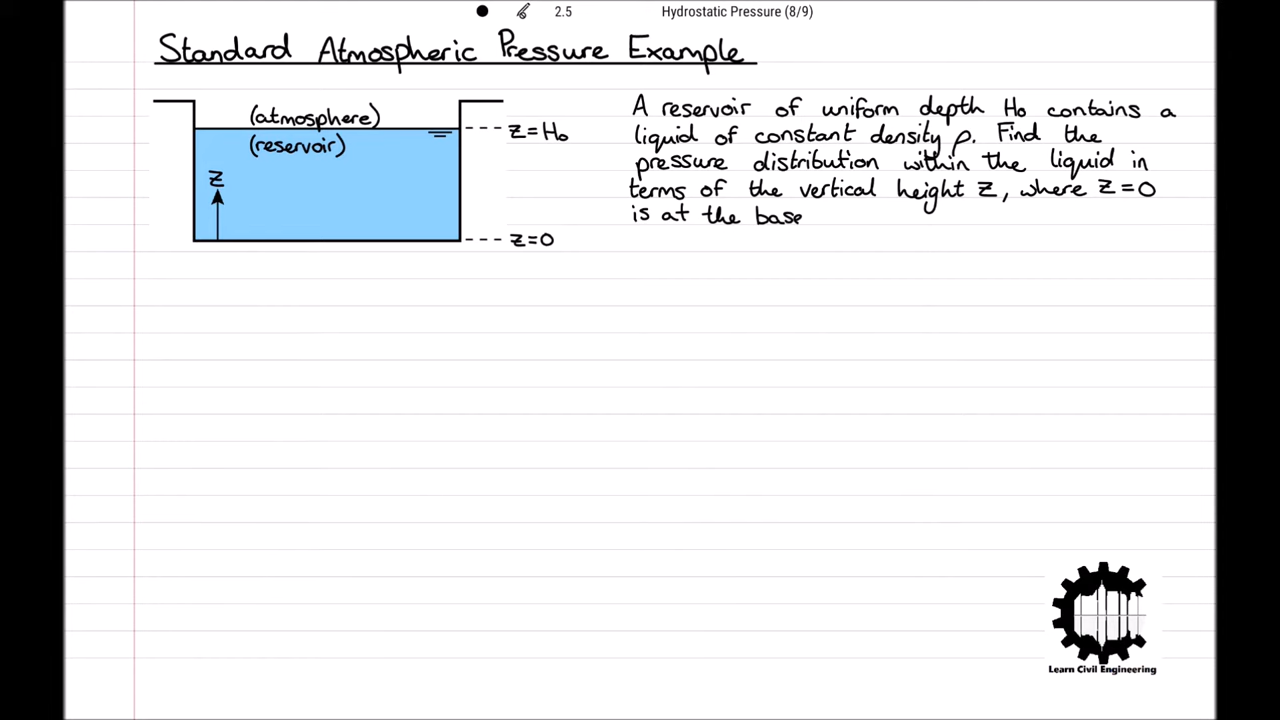 2.5
Hydrostatic Pressure (8/9)
Standard Atmospheric Pressure Example
(atmosphere)
(reservoir)
z
z=H₀
z=0
A reservoir of uniform depth H₀ contains a
liquid of constant density ρ. Find the
pressure distribution within the liquid in
terms of the vertical height z, where z=0
is at the base
Learn Civil Engineering